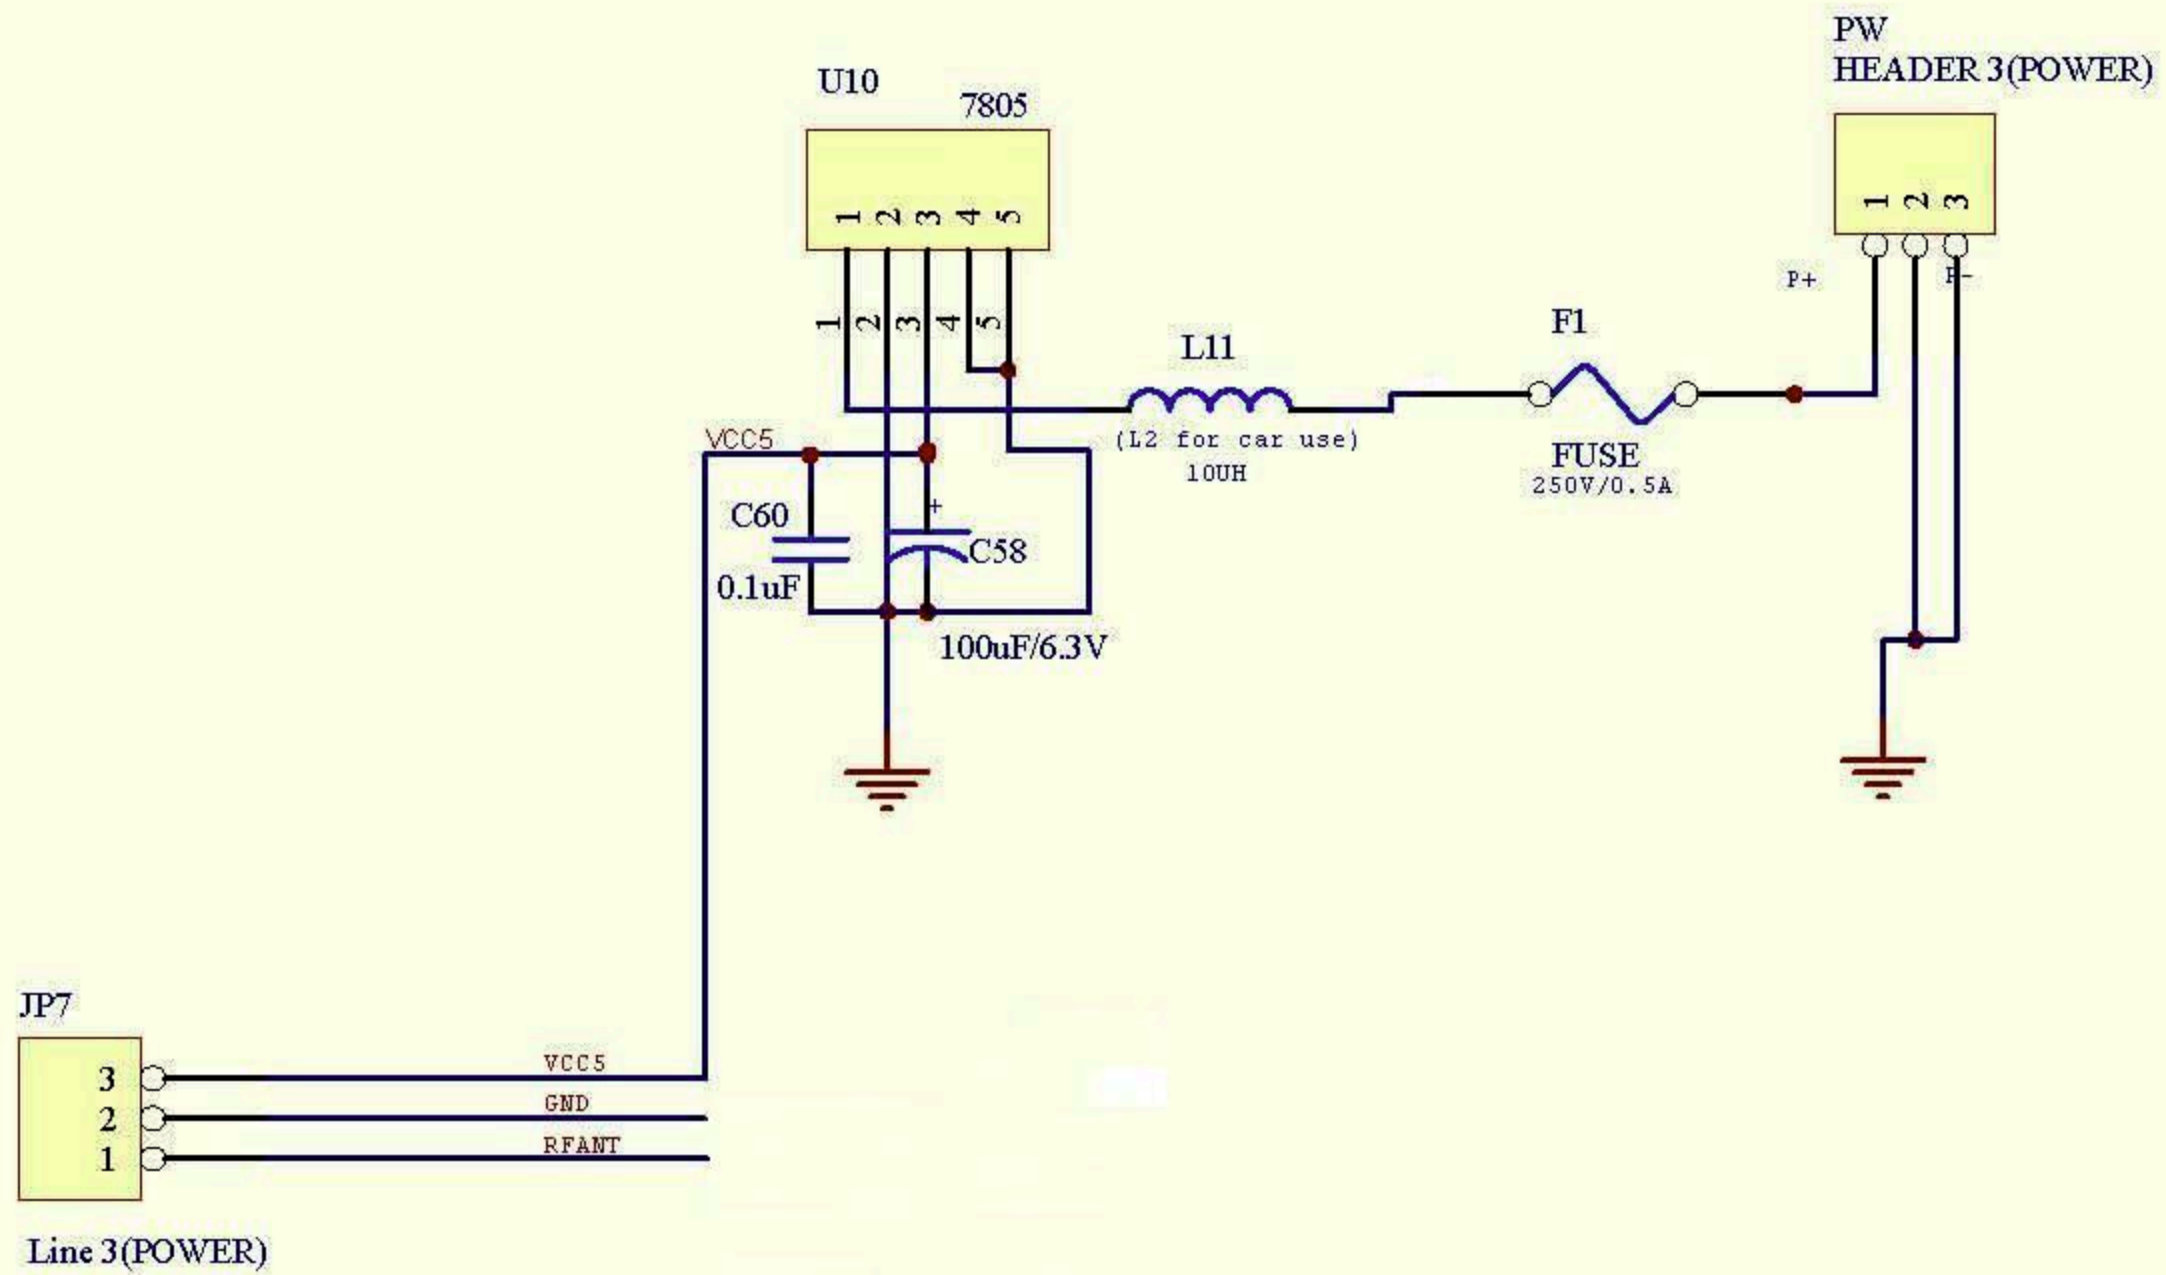 PW
HEADER 3(POWER)
U10
7805
1 2 3 4 5
1 2 3
1 2 3 4 5
P+
P-
F1
L11
VCC5
(L2 for car use)
10UH
FUSE
250V/0.5A
C60
+
C58
0.1uF
100uF/6.3V
JP7
3
VCC5
2
GND
1
RFANT
Line 3(POWER)